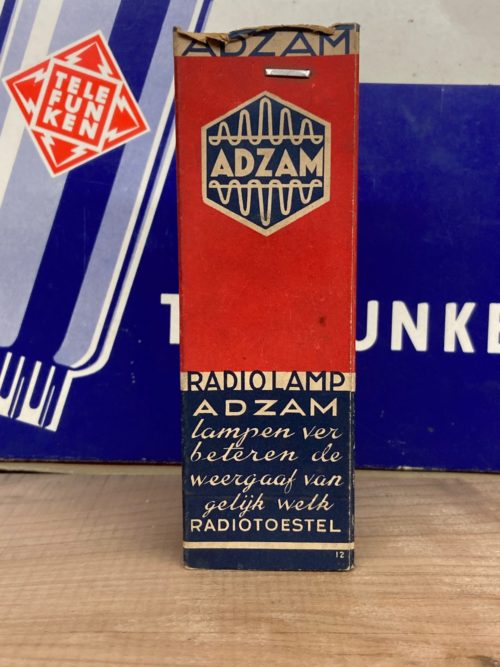 ADZAM
TELE
FUN
KEN
ADZAM
RADIOLAMP
ADZAM
lampen ver
beteren de
weergaaf van
gelijk welk
RADIOTOESTEL
12
T
UNKE